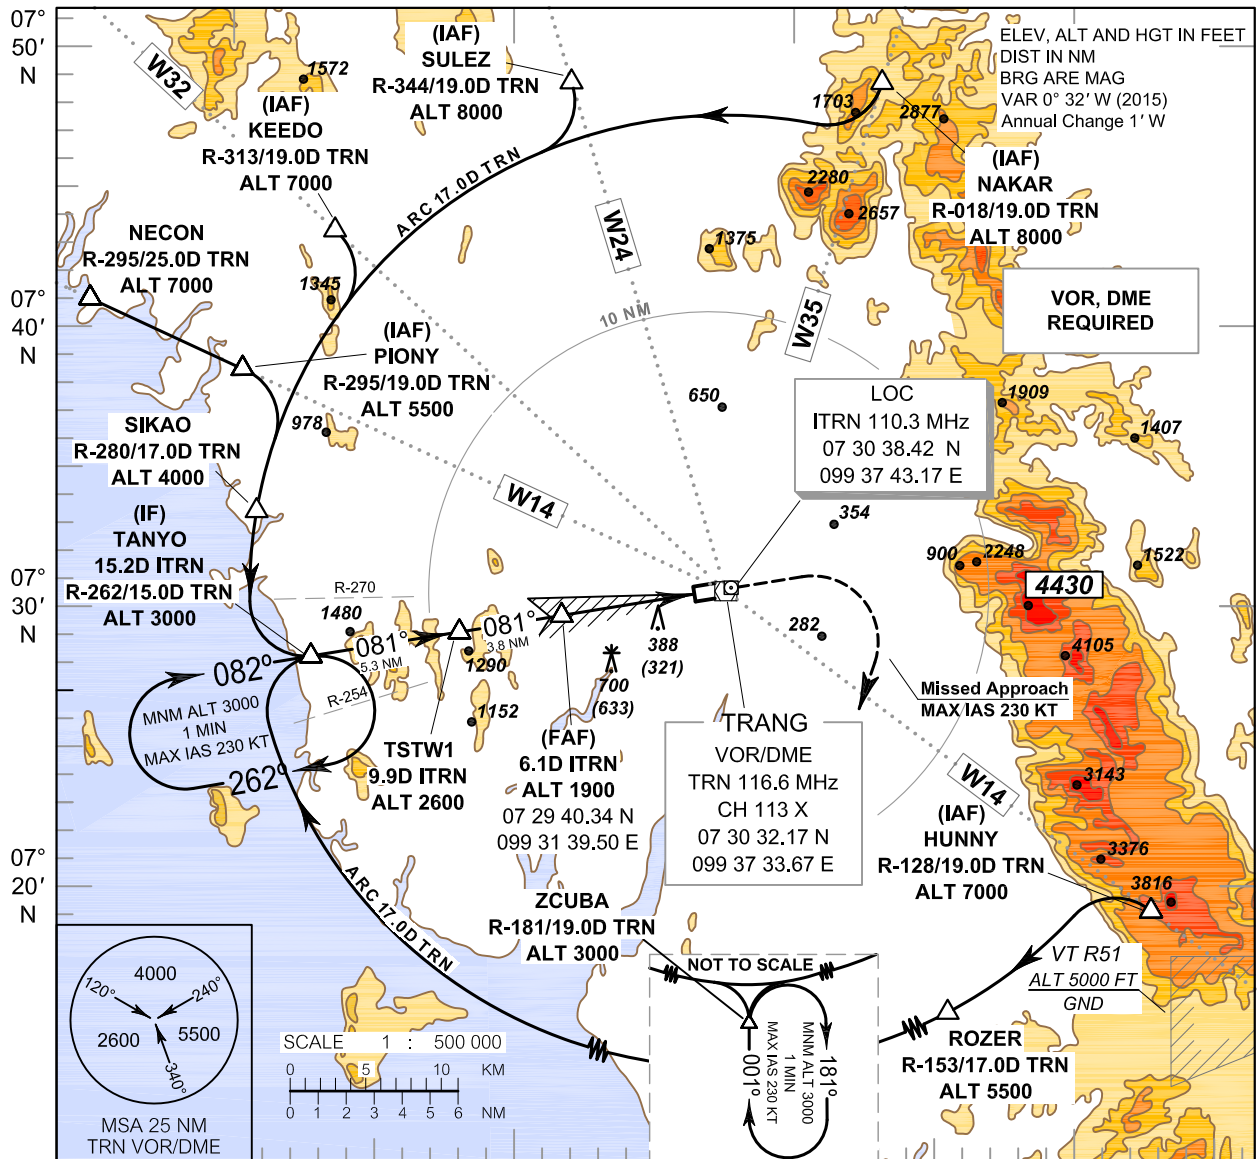 07°
50'
N
W32
1572
(IAF)
KEEDO
R-313/19.0D TRN
ALT 7000
(IAF)
SULEZ
R-344/19.0D TRN
ALT 8000
ELEV, ALT AND HGT IN FEET
DIST IN NM
BRG ARE MAG
VAR 0° 32' W (2015)
Annual Change 1' W
1703
2877
(IAF)
NAKAR
R-018/19.0D TRN
ALT 8000
2280
2657
ARC 17.0D TRN
W24
1375
NECON
R-295/25.0D TRN
ALT 7000
1345
07°
40'
N
10 NM
W35
VOR, DME
REQUIRED
(IAF)
PIONY
R-295/19.0D TRN
ALT 5500
650
978
LOC
ITRN 110.3 MHz
07 30 38.42 N
099 37 43.17 E
1909
1407
SIKAO
R-280/17.0D TRN
ALT 4000
W14
354
(IF)
TANYO
15.2D ITRN
R-262/15.0D TRN
ALT 3000
900
2248
1522
4430
07°
30'
N
R-270
1480
081°
5.3 NM
081°
3.8 NM
388
(321)
282
4105
1290
082°
MNM ALT 3000
1 MIN
MAX IAS 230 KT
262°
R-254
1152
700
(633)
Missed Approach
MAX IAS 230 KT
TSTW1
9.9D ITRN
ALT 2600
(FAF)
6.1D ITRN
ALT 1900
07 29 40.34 N
099 31 39.50 E
TRANG
VOR/DME
TRN 116.6 MHz
CH 113 X
07 30 32.17 N
099 37 33.67 E
W14
3143
(IAF)
HUNNY
R-128/19.0D TRN
ALT 7000
3376
3816
07°
20'
N
ARC 17.0D TRN
ZCUBA
R-181/19.0D TRN
ALT 3000
NOT TO SCALE
001°
MAX IAS 230 KT
1 MIN
MNM ALT 3000
181°
VT R51
ALT 5000 FT
GND
ROZER
R-153/17.0D TRN
ALT 5500
4000
120°
240°
2600
5500
340°
MSA 25 NM
TRN VOR/DME
SCALE 1 : 500 000
0 5 10 KM
0 1 2 3 4 5 6 NM